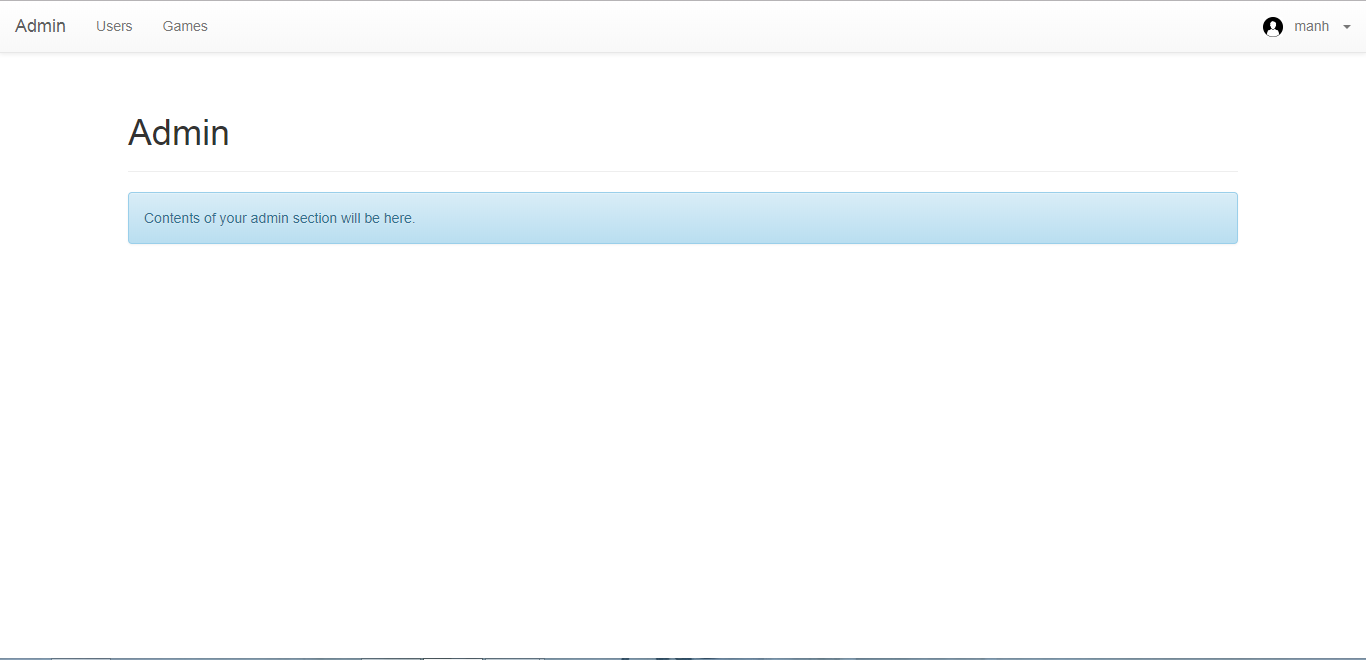 Admin Users Games manh
Admin
Contents of your admin section will be here.